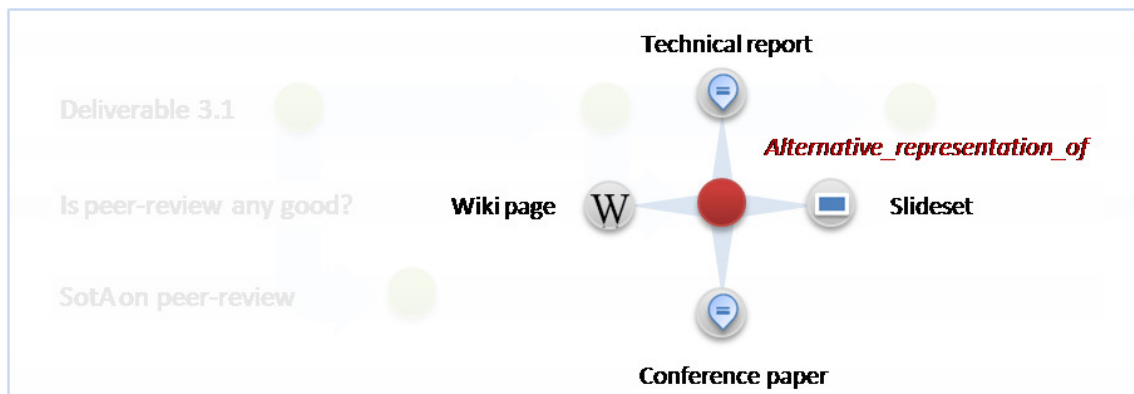 Technical report
Deliverable 3.1
Alternative_representation_of
Is peer-review any good?
Wiki page
W
Slideset
SotA on peer-review
Conference paper